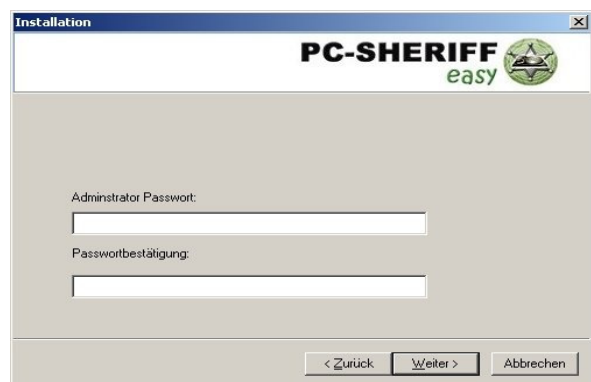 Installation
PC-SHERIFF
easy
Adminstrator Passwort:
Passwortbestätigung:
< Zurück
Weiter >
Abbrechen